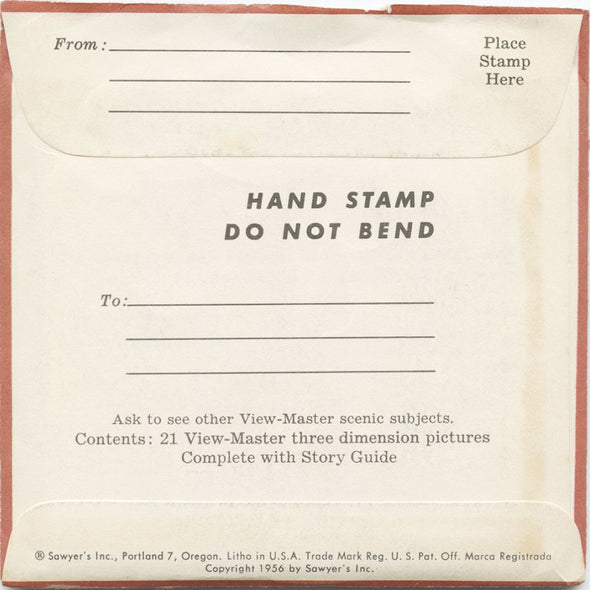 From:
Place
Stamp
Here
HAND STAMP
DO NOT BEND
To:
Ask to see other View-Master scenic subjects.
Contents: 21 View-Master three dimension pictures
Complete with Story Guide
® Sawyer's Inc., Portland 7, Oregon. Litho in U.S.A. Trade Mark Reg. U. S. Pat. Off. Marca Registrada
Copyright 1956 by Sawyer's Inc.